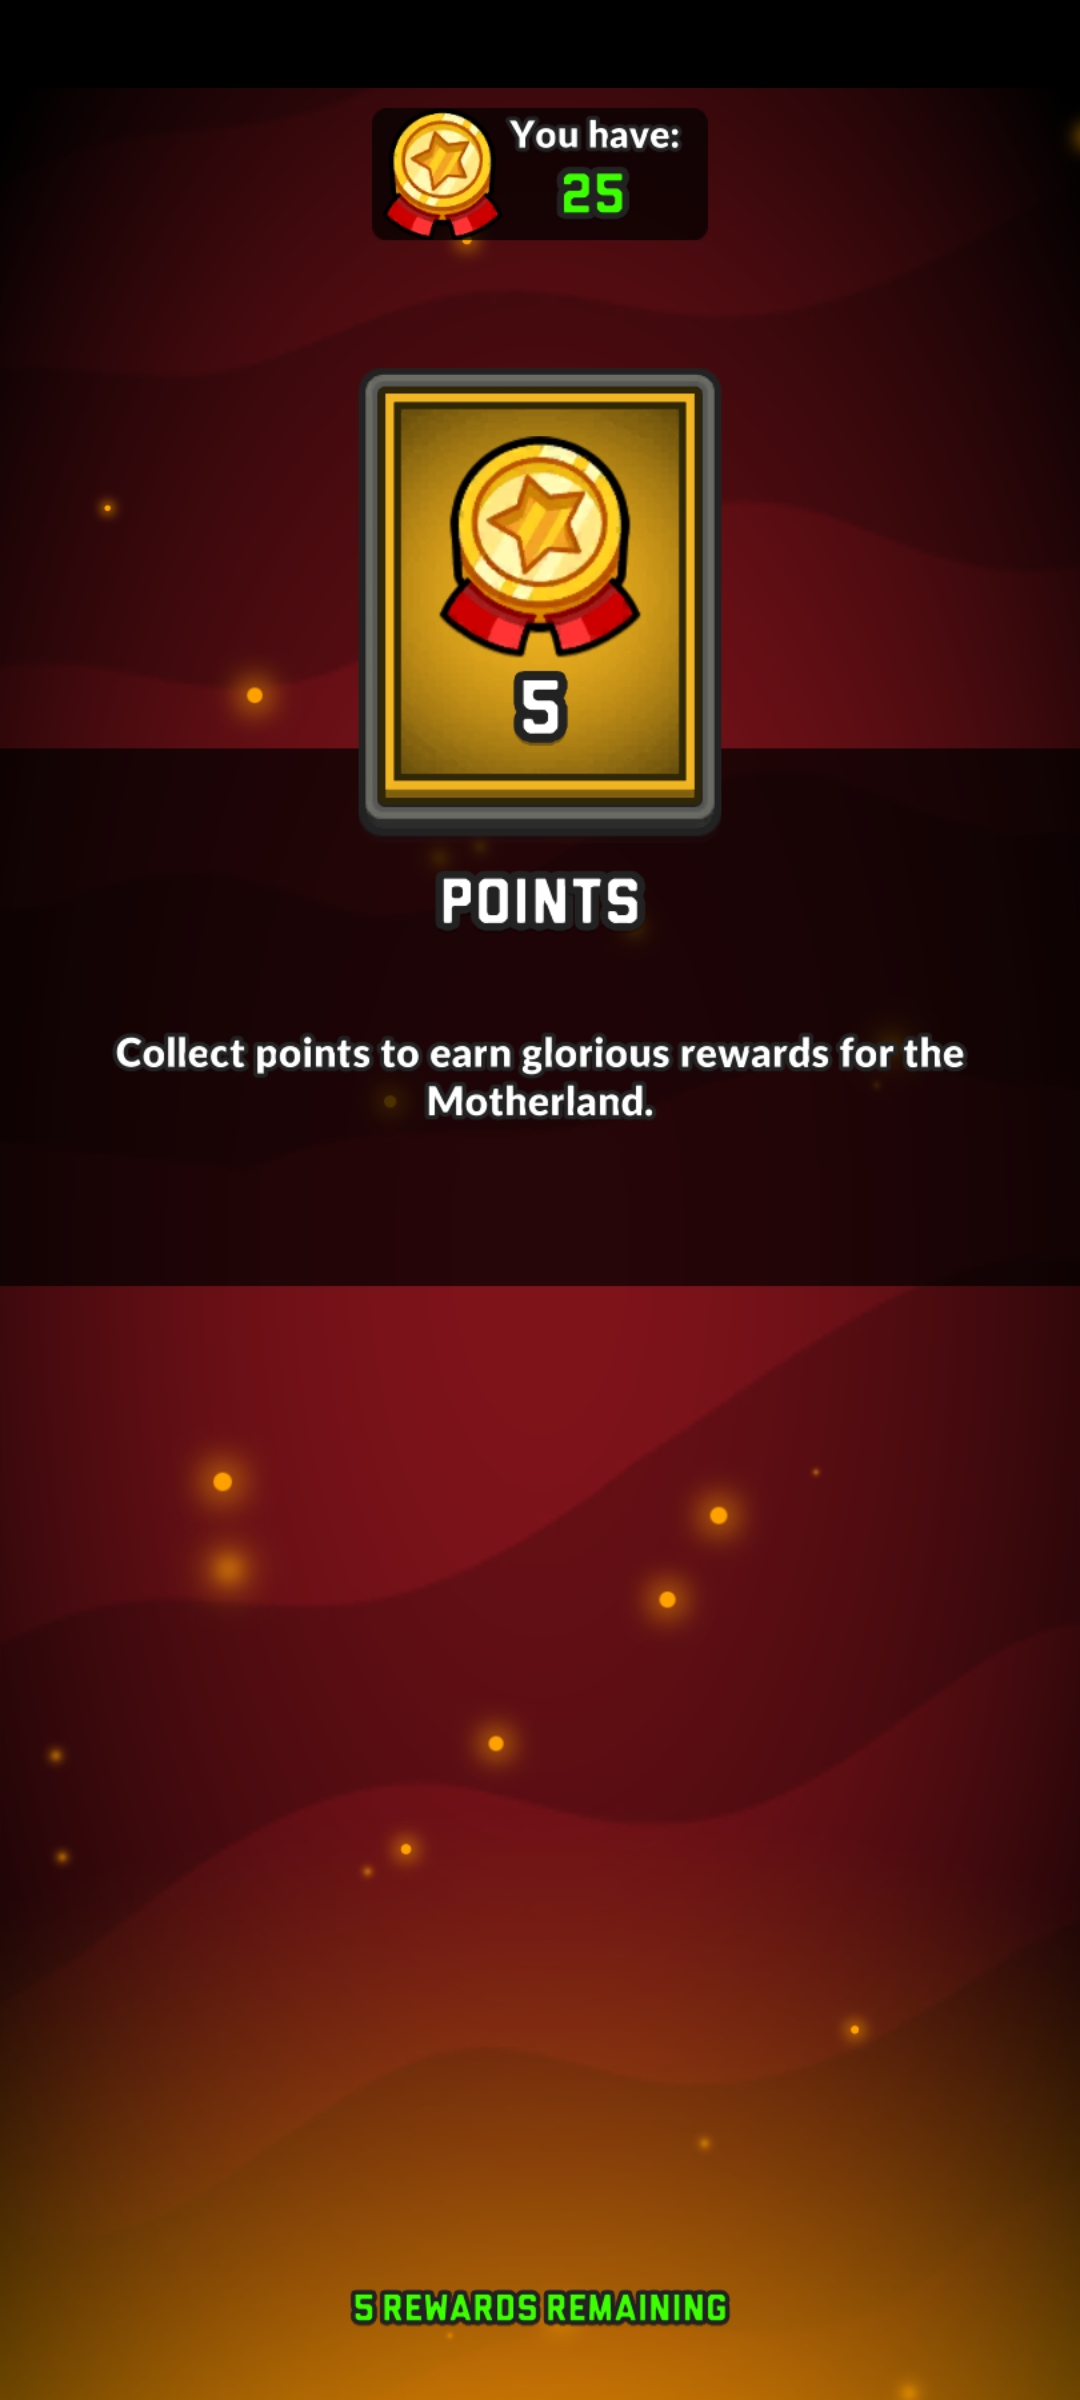 You have:
25
5
POINTS
Collect points to earn glorious rewards for the
Motherland.
5 REWARDS REMAINING